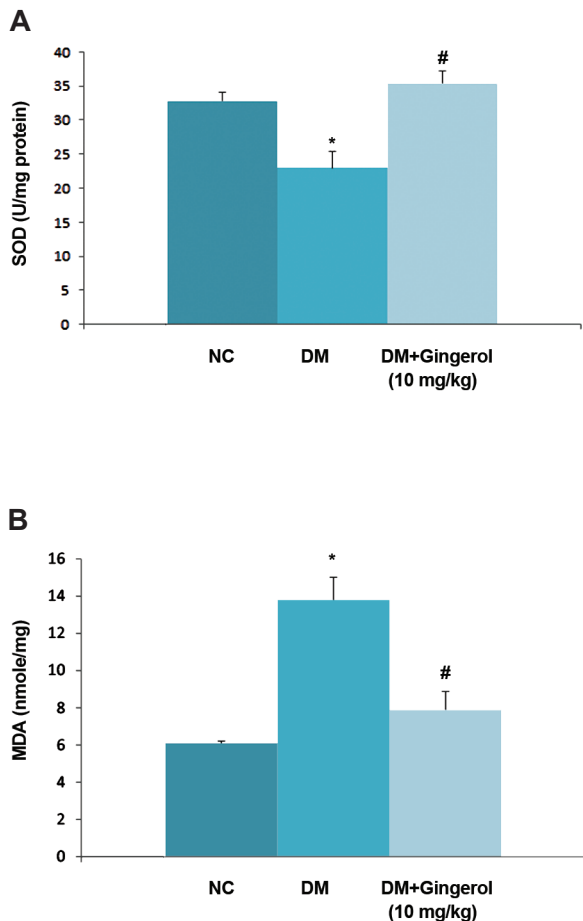 A
SOD (U/mg protein)
40
35
30
25
20
15
10
5
0
*
#
NC DM DM+Gingerol
(10 mg/kg)
B
MDA (nmole/mg)
16
14
12
10
8
6
4
2
0
*
#
NC DM DM+Gingerol
(10 mg/kg)